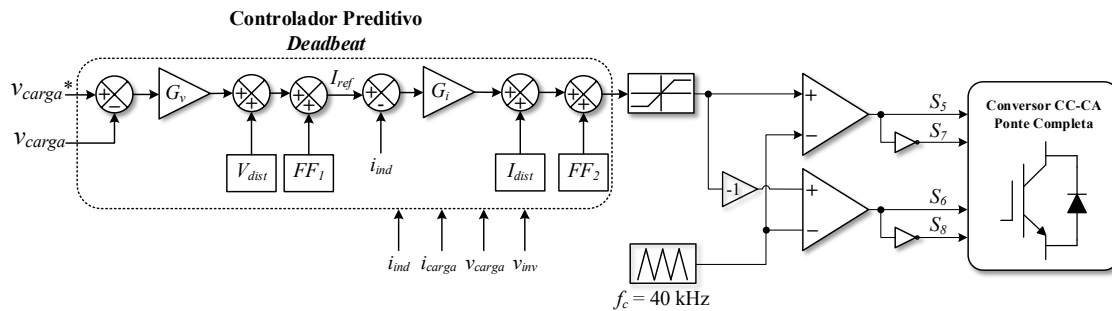 Controlador Preditivo
Deadbeat
v_carga*
v_carga
+
−
G_v
+
+
+
+
I_ref
+
-
G_i
+
+
+
+
V_dist
FF_1
i_ind
I_dist
FF_2
i_ind
i_carga
v_carga
v_inv
-1
f_c = 40 kHz
+
−
+
−
S_5
S_7
S_6
S_8
Conversor CC-CA
Ponte Completa